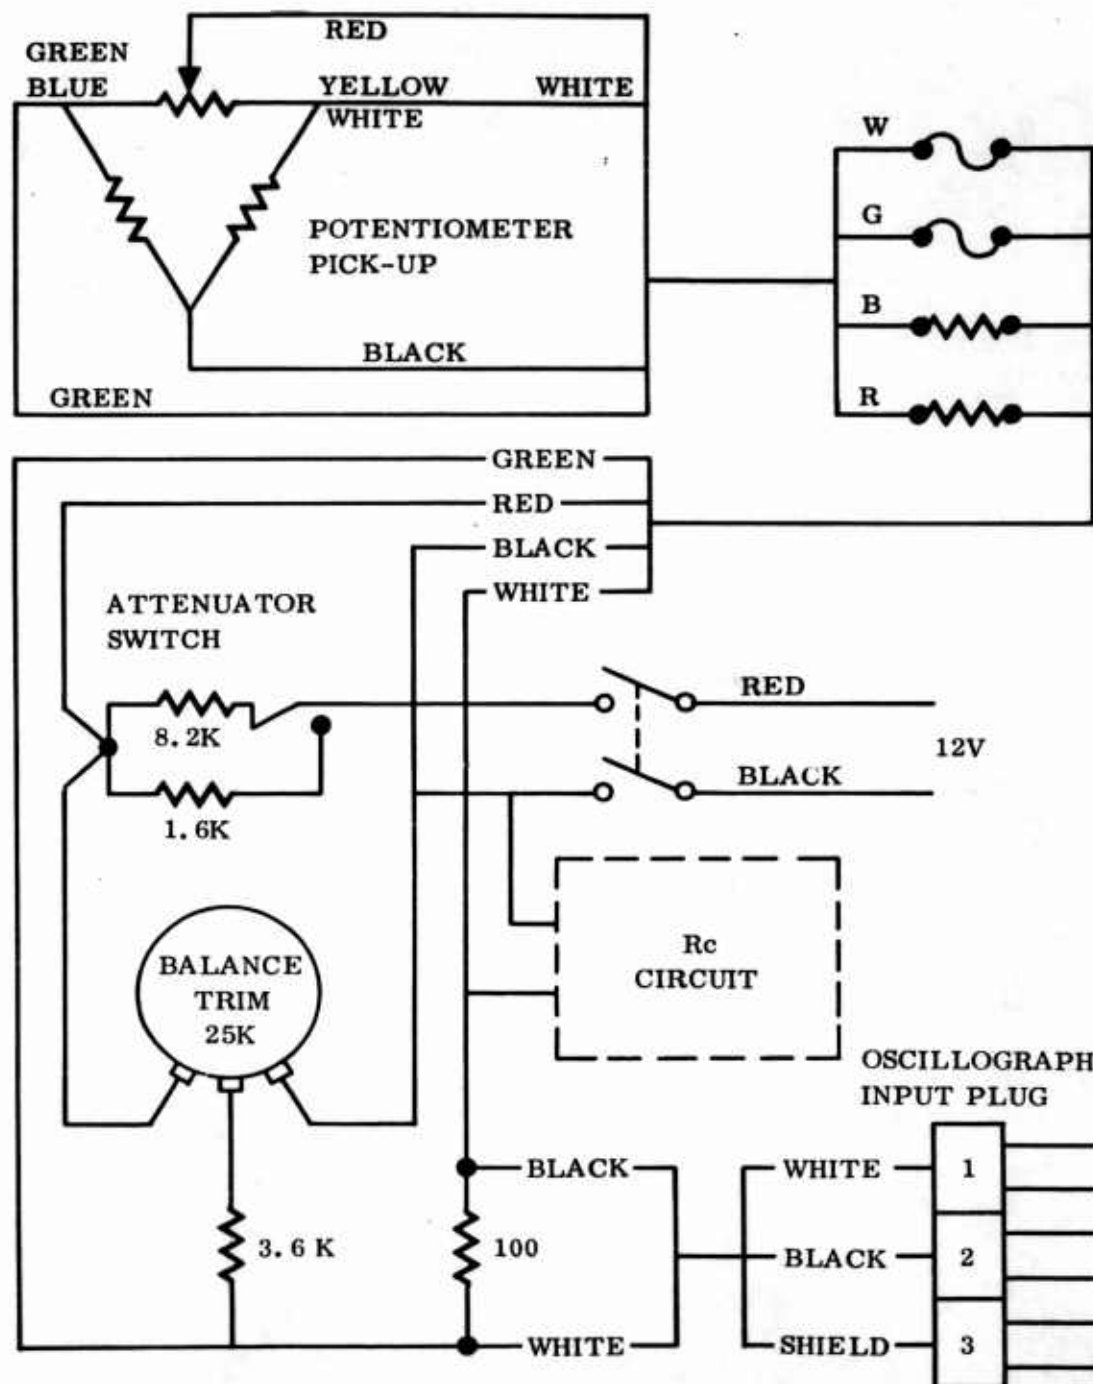 RED
GREEN
BLUE
YELLOW
WHITE
WHITE
POTENTIOMETER
PICK-UP
BLACK
GREEN
W
G
B
R
GREEN
RED
BLACK
WHITE
ATTENUATOR
SWITCH
8.2K
1.6K
RED
12V
BLACK
BALANCE
TRIM
25K
Rc
CIRCUIT
OSCILLOGRAPH
INPUT PLUG
BLACK
WHITE
1
3.6 K
100
BLACK
2
WHITE
SHIELD
3